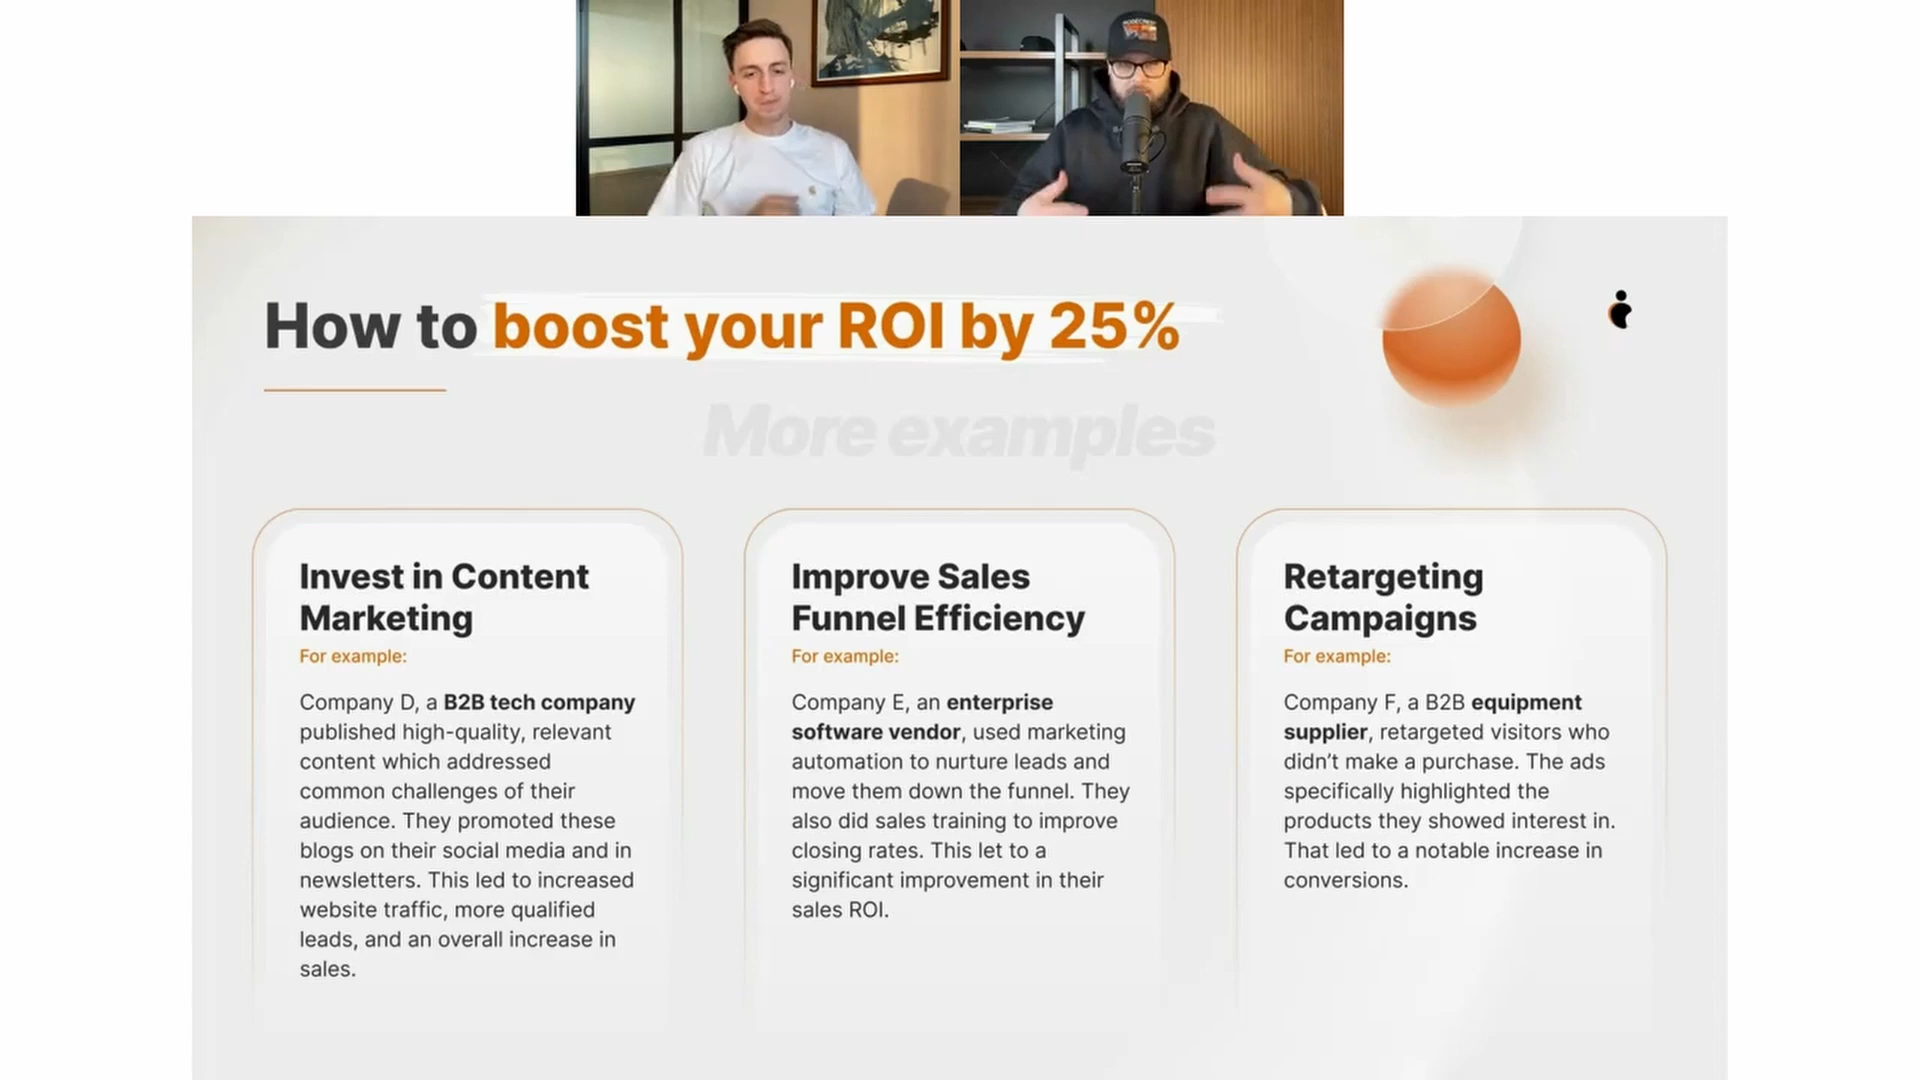 How to boost your ROI by 25%
More examples
Invest in Content
Marketing
For example:
Company D, a B2B tech company
published high-quality, relevant
content which addressed
common challenges of their
audience. They promoted these
blogs on their social media and in
newsletters. This led to increased
website traffic, more qualified
leads, and an overall increase in
sales.
Improve Sales
Funnel Efficiency
For example:
Company E, an enterprise
software vendor, used marketing
automation to nurture leads and
move them down the funnel. They
also did sales training to improve
closing rates. This let to a
significant improvement in their
sales ROI.
Retargeting
Campaigns
For example:
Company F, a B2B equipment
supplier, retargeted visitors who
didn’t make a purchase. The ads
specifically highlighted the
products they showed interest in.
That led to a notable increase in
conversions.